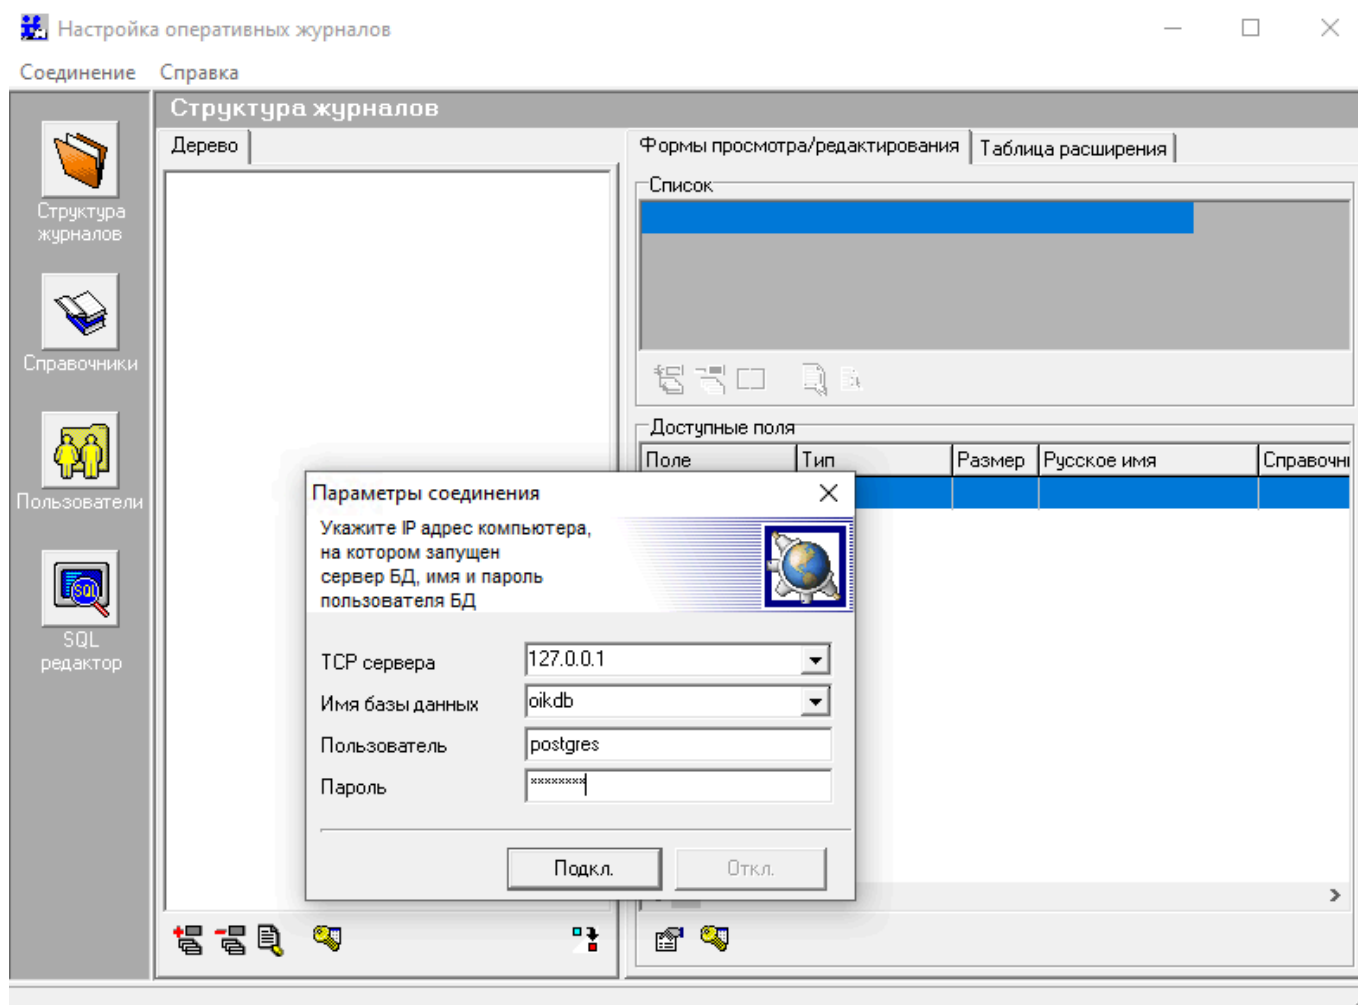 Настройка оперативных журналов
Соединение Справка
Структура журналов
Структура
журналов
Справочники
Пользователи
SQL
SQL
редактор
Дерево
Формы просмотра/редактирования Таблица расширения
Список
Доступные поля
Поле Тип Размер Русское имя Справочни
Параметры соединения
Укажите IP адрес компьютера,
на котором запущен
сервер БД, имя и пароль
пользователя БД
TCP сервера 127.0.0.1
Имя базы данных oikdb
Пользователь postgres
Пароль ********
Подкл. Откл.